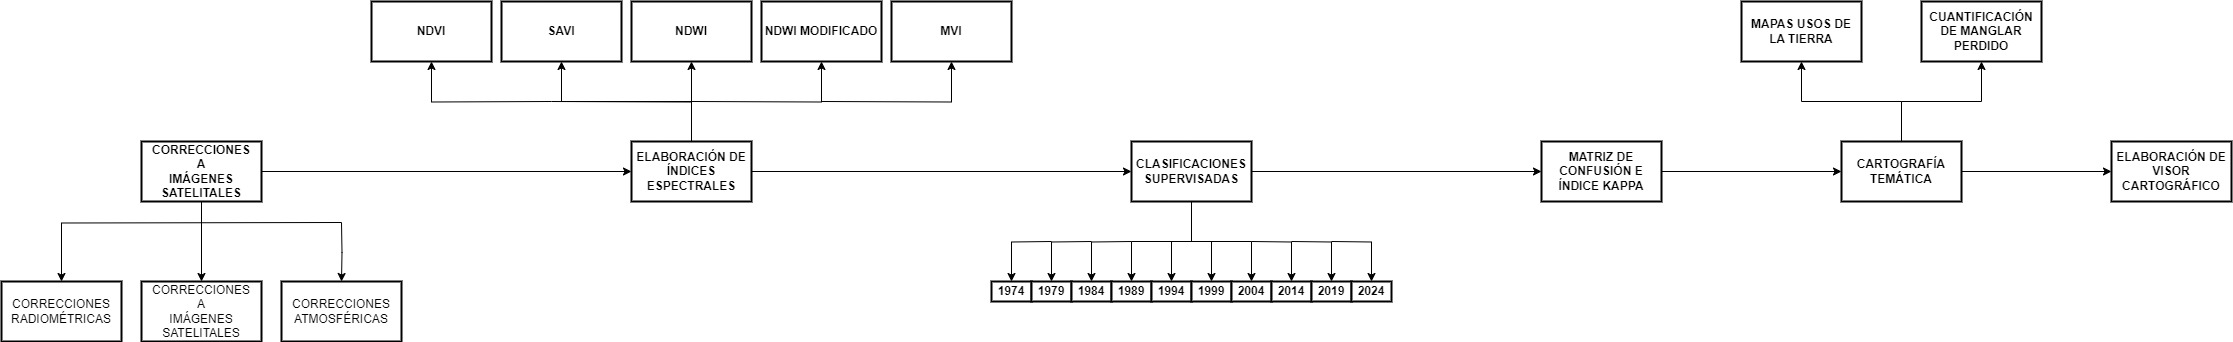 NDVI
SAVI
NDWI
NDWI MODIFICADO
MVI
MAPAS USOS DE
LA TIERRA
CUANTIFICACIÓN
DE MANGLAR
PERDIDO
CORRECCIONES
A
IMÁGENES
SATELITALES
ELABORACIÓN DE
ÍNDICES
ESPECTRALES
CLASIFICACIONES
SUPERVISADAS
MATRIZ DE
CONFUSIÓN E
ÍNDICE KAPPA
CARTOGRAFÍA
TEMÁTICA
ELABORACIÓN DE
VISOR
CARTOGRÁFICO
CORRECCIONES
RADIOMÉTRICAS
CORRECCIONES
A
IMÁGENES
SATELITALES
CORRECCIONES
ATMOSFÉRICAS
1974
1979
1984
1989
1994
1999
2004
2014
2019
2024